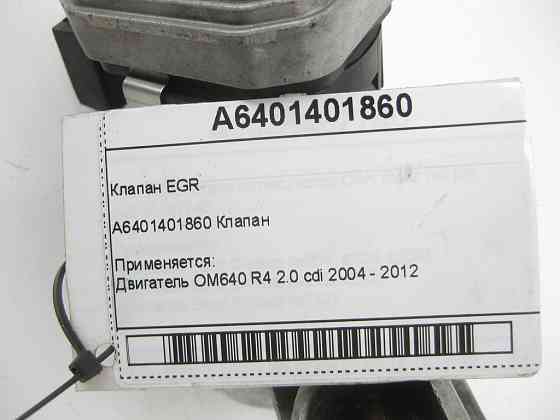 A6401401860
Клапан EGR
A6401401860 Клапан
Применяется:
Двигатель OM640 R4 2.0 cdi 2004 - 2012